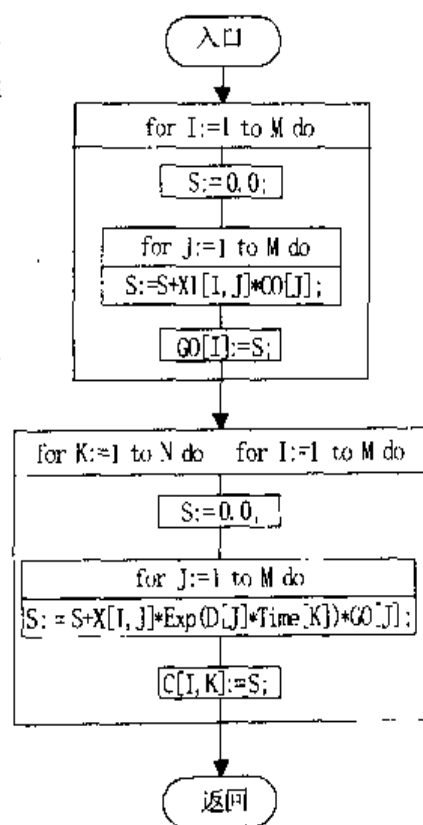 入口
for I:=1 to M do
S:=0.0;
for j:=1 to M do
S:=S+X1[I,J]*C0[J];
G0[I]:=S;
for K:=1 to N do for I:=1 to M do
S:=0.0,
for J:=1 to M do
S:=S+X[I,J]*Exp(D[J]*Time[K])*G0[J];
C[I,K]:=S;
返回